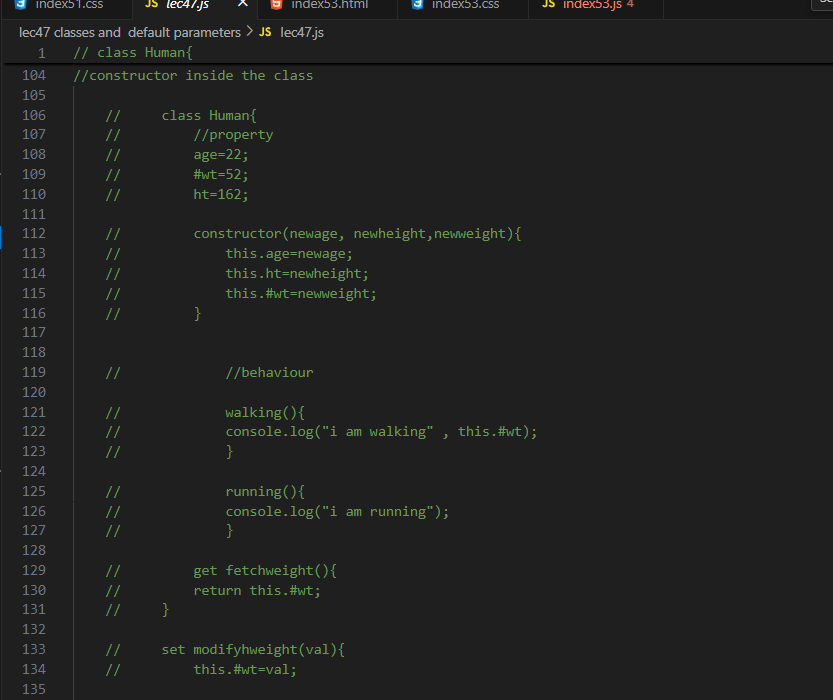 index51.css JS lec47.js × index53.html index53.css JS index53.js 4
lec47 classes and default parameters > JS lec47.js
1 // class Human{
104 //constructor inside the class
105
106 // class Human{
107 // //property
108 // age=22;
109 // #wt=52;
110 // ht=162;
111
112 // constructor(newage, newheight,newweight){
113 // this.age=newage;
114 // this.ht=newheight;
115 // this.#wt=newweight;
116 // }
117
118
119 // //behaviour
120
121 // walking(){
122 // console.log("i am walking" , this.#wt);
123 // }
124
125 // running(){
126 // console.log("i am running");
127 // }
128
129 // get fetchweight(){
130 // return this.#wt;
131 // }
132
133 // set modifyhweight(val){
134 // this.#wt=val;
135